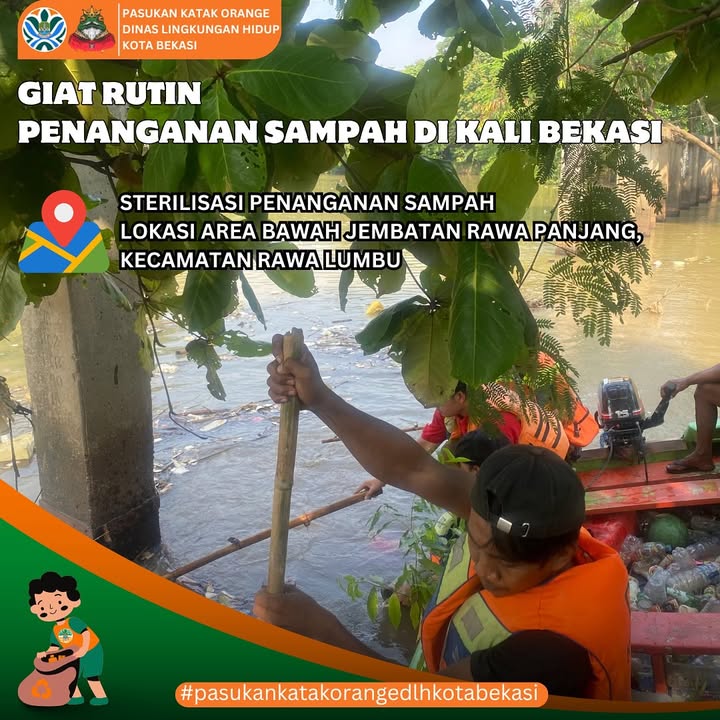 PASUKAN KATAK ORANGE
DINAS LINGKUNGAN HIDUP
KOTA BEKASI
GIAT RUTIN
PENANGANAN SAMPAH DI KALI BEKASI
STERILISASI PENANGANAN SAMPAH
LOKASI AREA BAWAH JEMBATAN RAWA PANJANG,
KECAMATAN RAWA LUMBU
#pasukankatakorangedlhkotabekasi